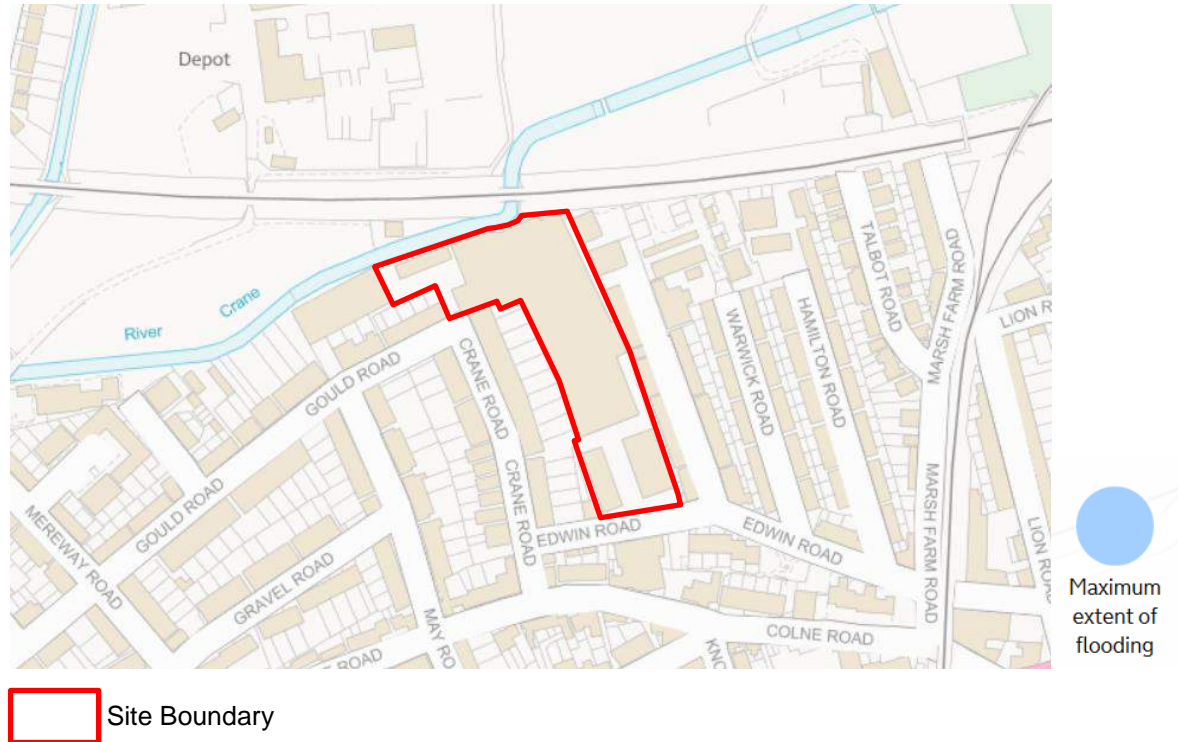 Depot
River
Crane
GOULD ROAD
CRANE ROAD
CRANE ROAD
WARWICK ROAD
HAMILTON ROAD
TALBOT ROAD
MARSH FARM ROAD
LION R
MEREWAY ROAD
GOULD ROAD
GRAVEL ROAD
MAY RO
ROAD
EDWIN ROAD
EDWIN ROAD
MARSH FARM ROAD
LION ROA
COLNE ROAD
KNO
Maximum
extent of
flooding
Site Boundary